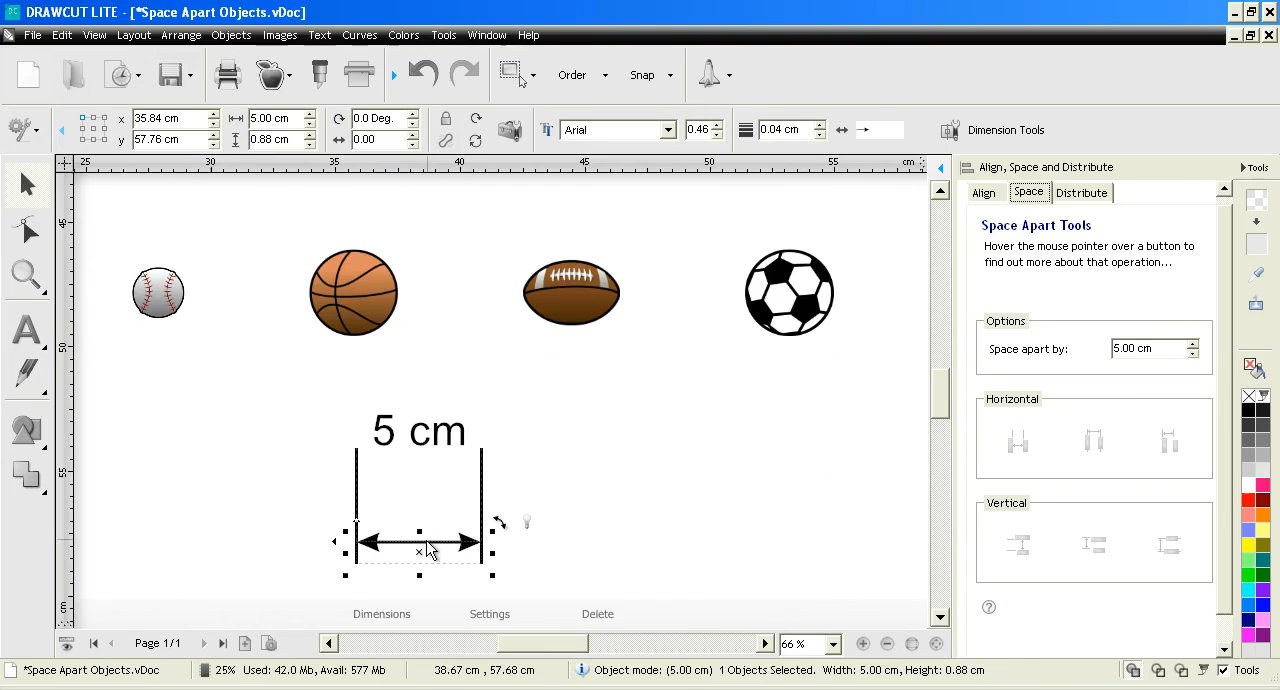 DRAWCUT LITE - [*Space Apart Objects.vDoc]
File Edit View Layout Arrange Objects Images Text Curves Colors Tools Window Help
Order Snap
x 35.84 cm 5.00 cm 0.0 Deg. Arial 0.46 0.04 cm Dimension Tools
y 57.76 cm 0.88 cm 0.00
25 30 35 40 45 50 55 cm
Align, Space and Distribute Tools
Align Space Distribute
Space Apart Tools
Hover the mouse pointer over a button to
find out more about that operation...
Options
Space apart by: 5.00 cm
Horizontal
Vertical
45
50
55
cm
5 cm
Dimensions Settings Delete
Page 1/1 66 %
*Space Apart Objects.vDoc 25% Used: 42.0 Mb, Avail: 577 Mb 38.67 cm , 57.68 cm Object mode: (5.00 cm) 1 Objects Selected. Width: 5.00 cm, Height: 0.88 cm Tools